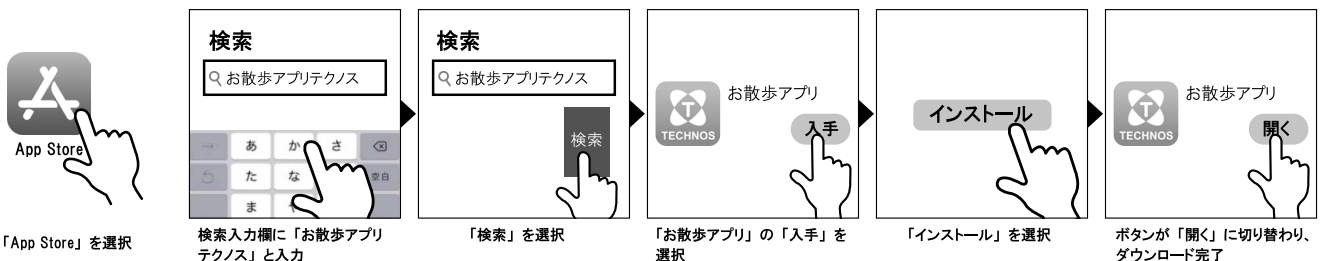 App Store
「App Store」を選択
検索
お散歩アプリテクノス
→
あ
か
さ
た
な
空白
ま
検索入力欄に「お散歩アプリ
テクノス」と入力
検索
お散歩アプリテクノス
検索
「検索」を選択
お散歩アプリ
T
TECHNOS
入手
「お散歩アプリ」の「入手」を
選択
インストール
「インストール」を選択
お散歩アプリ
T
TECHNOS
開く
ボタンが「開く」に切り替わり、
ダウンロード完了